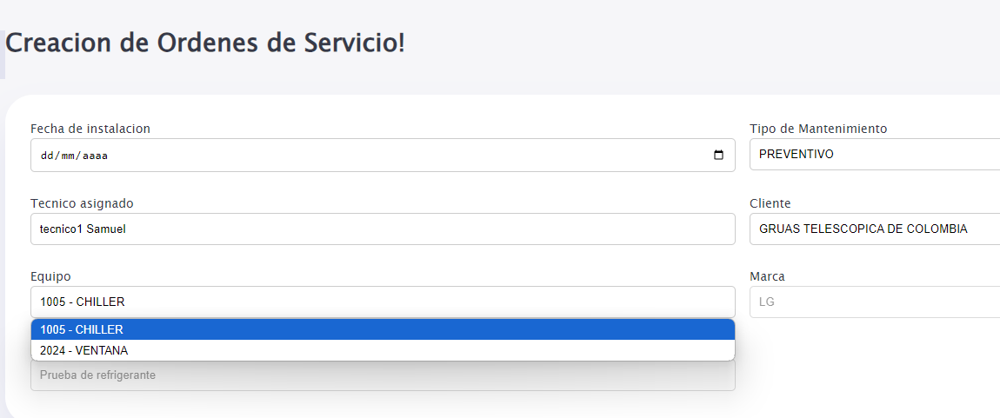 Creacion de Ordenes de Servicio!
Fecha de instalacion
Tipo de Mantenimiento
dd/mm/aaaa
PREVENTIVO
Tecnico asignado
Cliente
tecnico1 Samuel
GRUAS TELESCOPICA DE COLOMBIA
Equipo
Marca
1005 - CHILLER
LG
1005 - CHILLER
2024 - VENTANA
Prueba de refrigerante